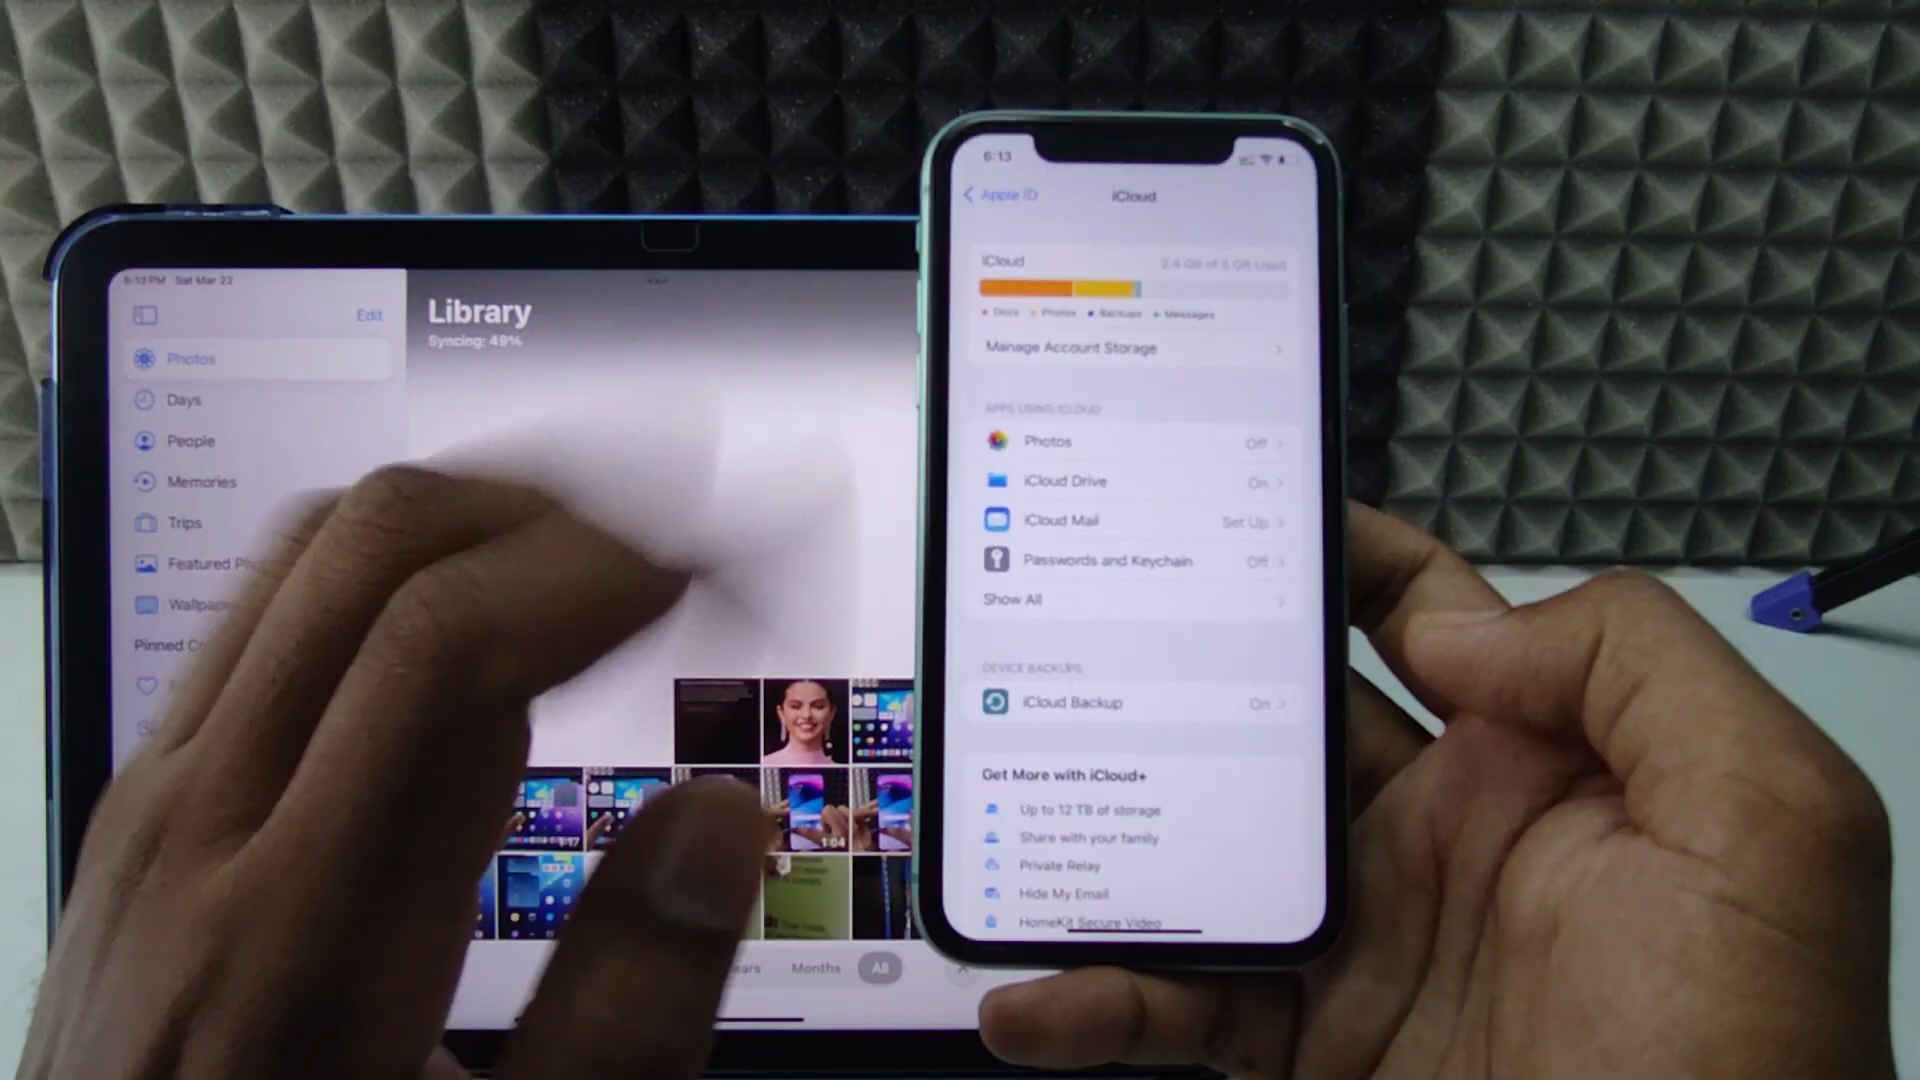 6:13 PM Sat Mar 22
Edit
Photos
Days
People
Memories
Trips
Featured
Pinned
Library
Syncing: 49%
1:17
1:04
Months
All
6:13
Apple ID
iCloud
iCloud
2.4 GB of 5 GB Used
Docs
Photos
Backups
Messages
Manage Account Storage
APPS USING ICLOUD
Photos
Off
iCloud Drive
On
iCloud Mail
Set Up
Passwords and Keychain
Off
Show All
DEVICE BACKUPS
iCloud Backup
On
Get More with iCloud+
Up to 12 TB of storage
Share with your family
Private Relay
Hide My Email
HomeKit Secure Video